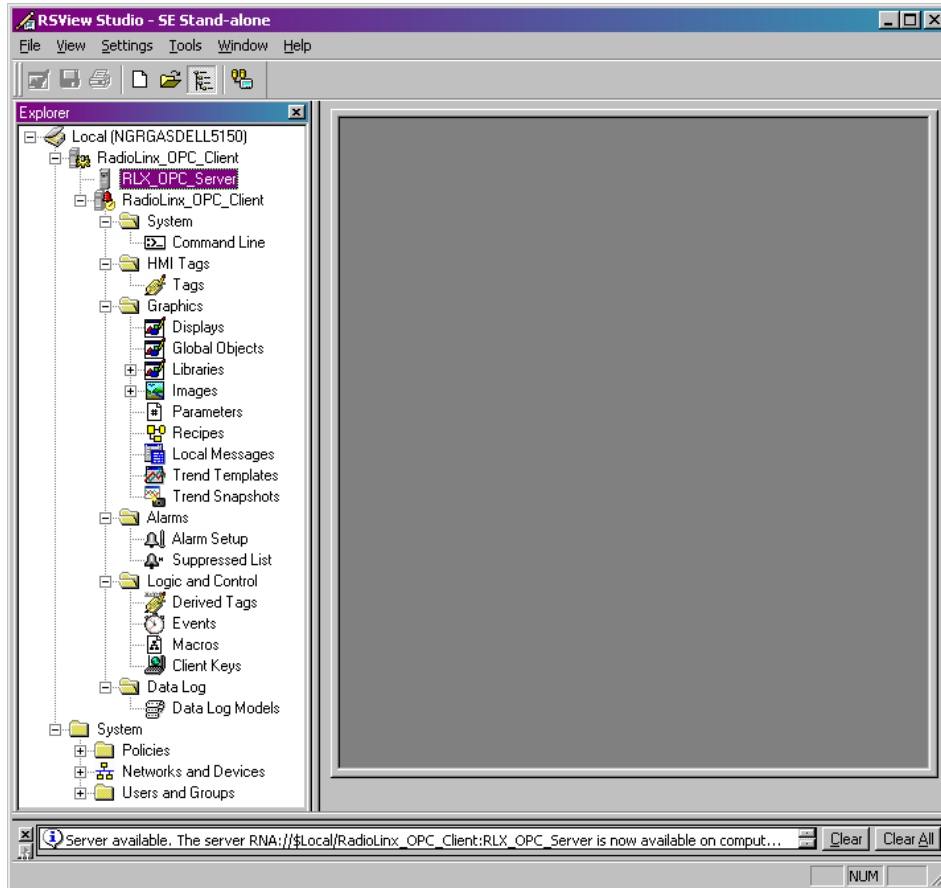 RSView Studio - SE Stand-alone
File View Settings Tools Window Help
Explorer
Local (NGRGASDELL5150)
RadioLinx_OPC_Client
RLX_OPC_Server
RadioLinx_OPC_Client
System
Command Line
HMI Tags
Tags
Graphics
Displays
Global Objects
Libraries
Images
Parameters
Recipes
Local Messages
Trend Templates
Trend Snapshots
Alarms
Alarm Setup
Suppressed List
Logic and Control
Derived Tags
Events
Macros
Client Keys
Data Log
Data Log Models
System
Policies
Networks and Devices
Users and Groups
Server available. The server RNA://$Local/RadioLinx_OPC_Client:RLX_OPC_Server is now available on comput... Clear Clear All
NUM